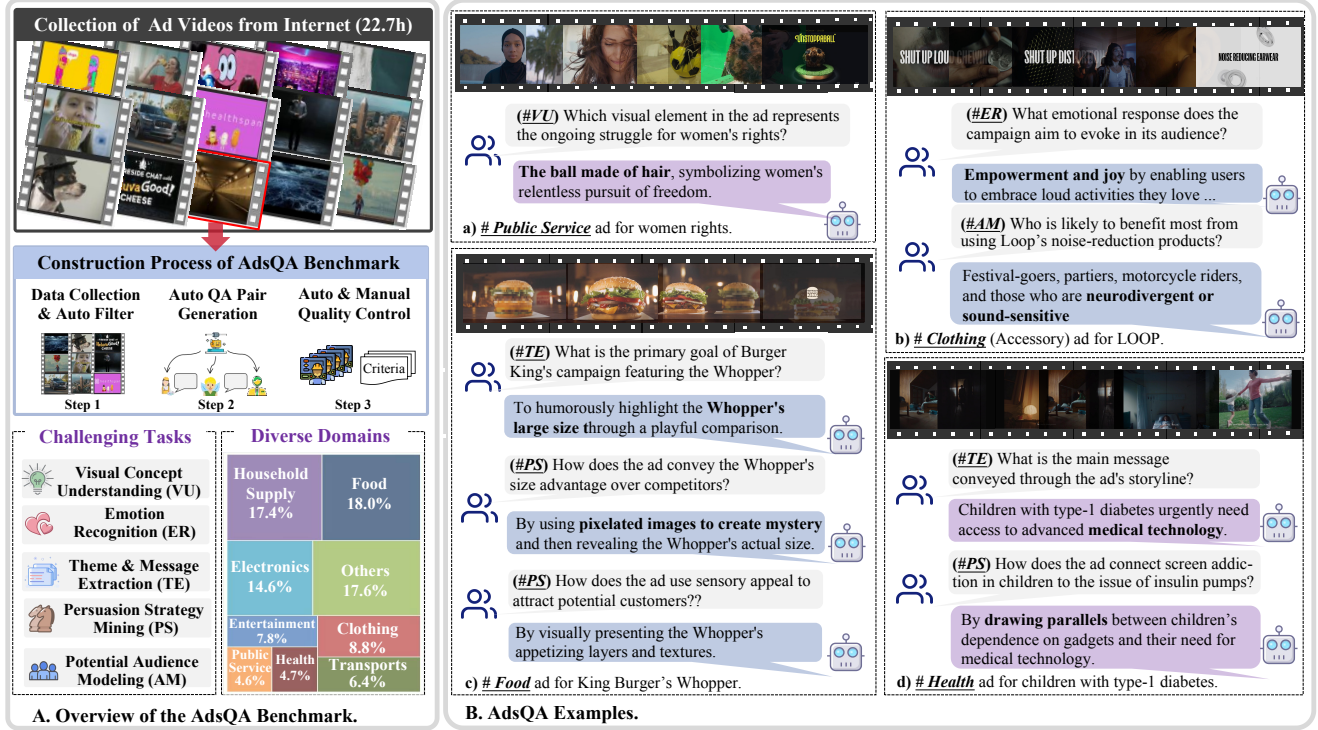 Collection of Ad Videos from Internet (22.7h)
healthspan
ESIDE CHAT
uvaGood!
CHEESE
Construction Process of AdsQA Benchmark
Data Collection
& Auto Filter
Step 1
Auto QA Pair
Generation
Step 2
Auto & Manual
Quality Control
Criteria
Step 3
Challenging Tasks
Visual Concept
Understanding (VU)
Emotion
Recognition (ER)
Theme & Message
Extraction (TE)
Persuasion Strategy
Mining (PS)
Potential Audience
Modeling (AM)
Diverse Domains
Household
Supply
17.4%
Food
18.0%
Electronics
14.6%
Others
17.6%
Entertainment
7.8%
Clothing
8.8%
Public
Service
4.6%
Health
4.7%
Transports
6.4%
A. Overview of the AdsQA Benchmark.
UNSTOPPABALL
(#VU) Which visual element in the ad represents
the ongoing struggle for women's rights?
The ball made of hair, symbolizing women's
relentless pursuit of freedom.
a) # Public Service ad for women rights.
(#TE) What is the primary goal of Burger
King's campaign featuring the Whopper?
To humorously highlight the Whopper's
large size through a playful comparison.
(#PS) How does the ad convey the Whopper's
size advantage over competitors?
By using pixelated images to create mystery
and then revealing the Whopper's actual size.
(#PS) How does the ad use sensory appeal to
attract potential customers??
By visually presenting the Whopper's
appetizing layers and textures.
c) # Food ad for King Burger's Whopper.
SHUT UP LOUD CHEWING
SHUT UP DISTORTION
NOISE REDUCING EARWEAR
(#ER) What emotional response does the
campaign aim to evoke in its audience?
Empowerment and joy by enabling users
to embrace loud activities they love ...
(#AM) Who is likely to benefit most from
using Loop's noise-reduction products?
Festival-goers, partiers, motorcycle riders,
and those who are neurodivergent or
sound-sensitive
b) # Clothing (Accessory) ad for LOOP.
(#TE) What is the main message
conveyed through the ad's storyline?
Children with type-1 diabetes urgently need
access to advanced medical technology.
(#PS) How does the ad connect screen addic-
tion in children to the issue of insulin pumps?
By drawing parallels between children's
dependence on gadgets and their need for
medical technology.
d) # Health ad for children with type-1 diabetes.
B. AdsQA Examples.